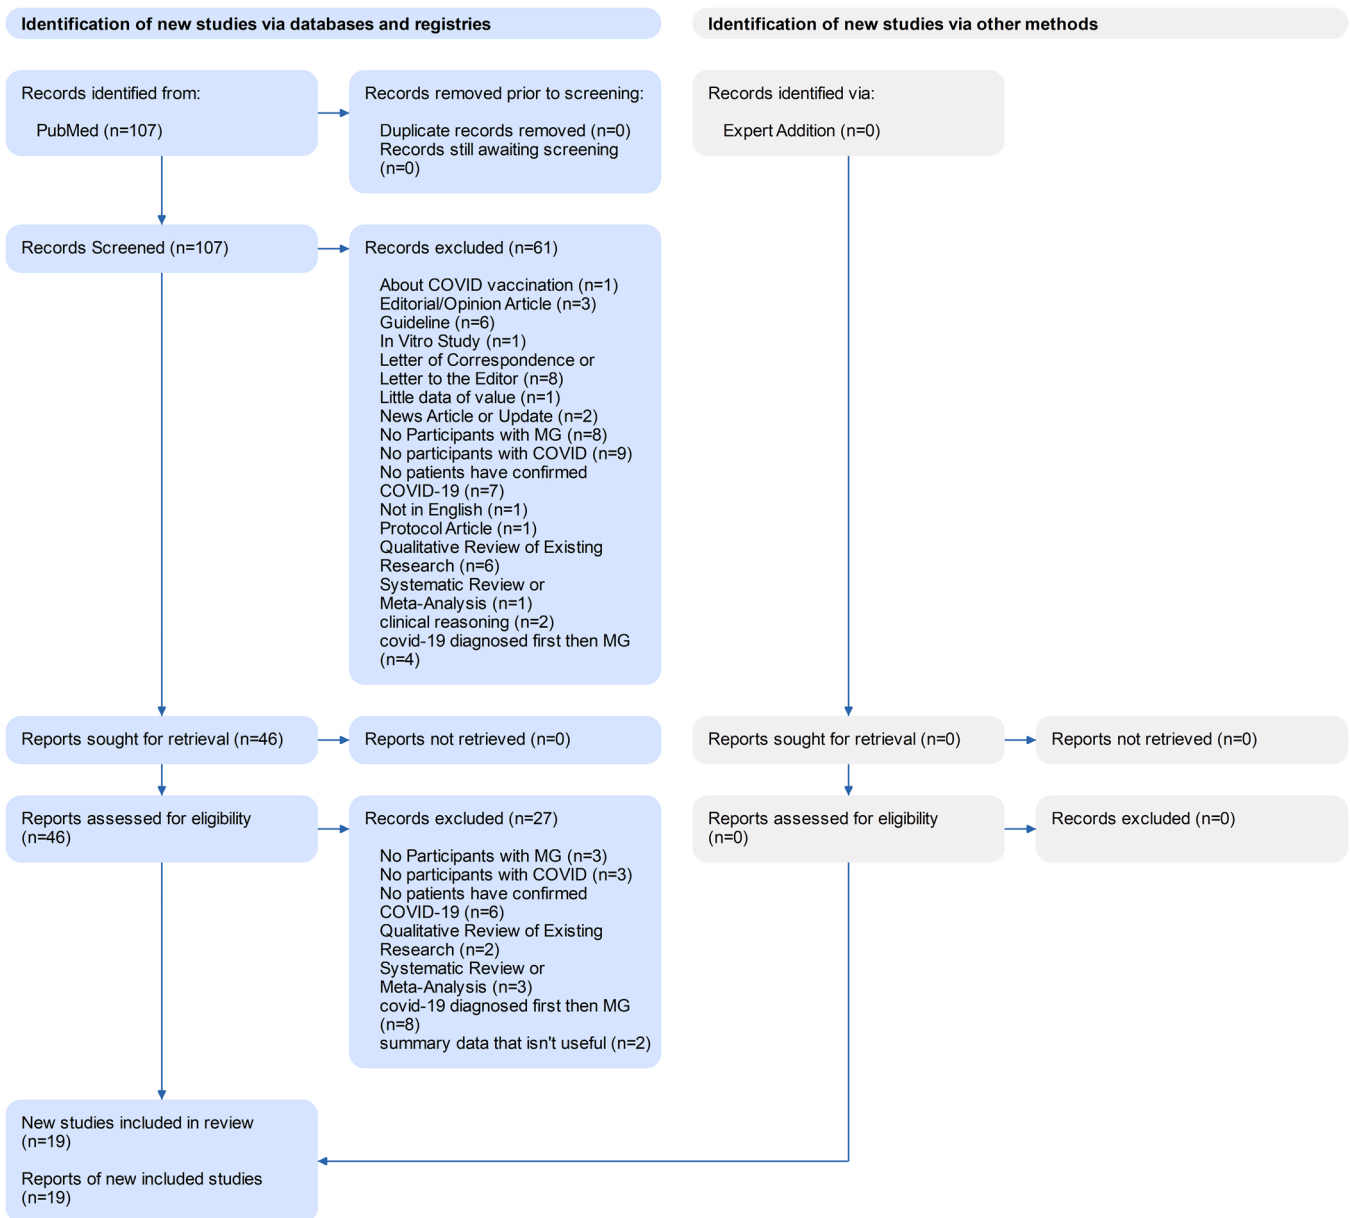 Identification of new studies via databases and registries
Identification of new studies via other methods
Records identified from:
PubMed (n=107)
Records removed prior to screening:
Duplicate records removed (n=0)
Records still awaiting screening
(n=0)
Records identified via:
Expert Addition (n=0)
Records Screened (n=107)
Records excluded (n=61)
About COVID vaccination (n=1)
Editorial/Opinion Article (n=3)
Guideline (n=6)
In Vitro Study (n=1)
Letter of Correspondence or
Letter to the Editor (n=8)
Little data of value (n=1)
News Article or Update (n=2)
No Participants with MG (n=8)
No participants with COVID (n=9)
No patients have confirmed
COVID-19 (n=7)
Not in English (n=1)
Protocol Article (n=1)
Qualitative Review of Existing
Research (n=6)
Systematic Review or
Meta-Analysis (n=1)
clinical reasoning (n=2)
covid-19 diagnosed first then MG
(n=4)
Reports sought for retrieval (n=46)
Reports not retrieved (n=0)
Reports sought for retrieval (n=0)
Reports not retrieved (n=0)
Reports assessed for eligibility
(n=46)
Records excluded (n=27)
No Participants with MG (n=3)
No participants with COVID (n=3)
No patients have confirmed
COVID-19 (n=6)
Qualitative Review of Existing
Research (n=2)
Systematic Review or
Meta-Analysis (n=3)
covid-19 diagnosed first then MG
(n=8)
summary data that isn't useful (n=2)
Reports assessed for eligibility
(n=0)
Records excluded (n=0)
New studies included in review
(n=19)
Reports of new included studies
(n=19)